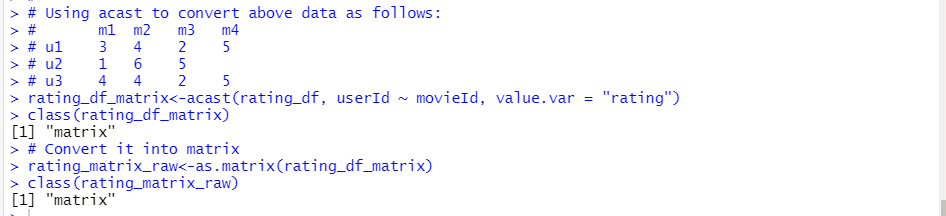 > # Using acast to convert above data as follows:
> #       m1  m2   m3   m4
> # u1    3   4    2    5
> # u2    1   6    5
> # u3    4   4    2    5
> rating_df_matrix<-acast(rating_df, userId ~ movieId, value.var = "rating")
> class(rating_df_matrix)
[1] "matrix"
> # Convert it into matrix
> rating_matrix_raw<-as.matrix(rating_df_matrix)
> class(rating_matrix_raw)
[1] "matrix"
>